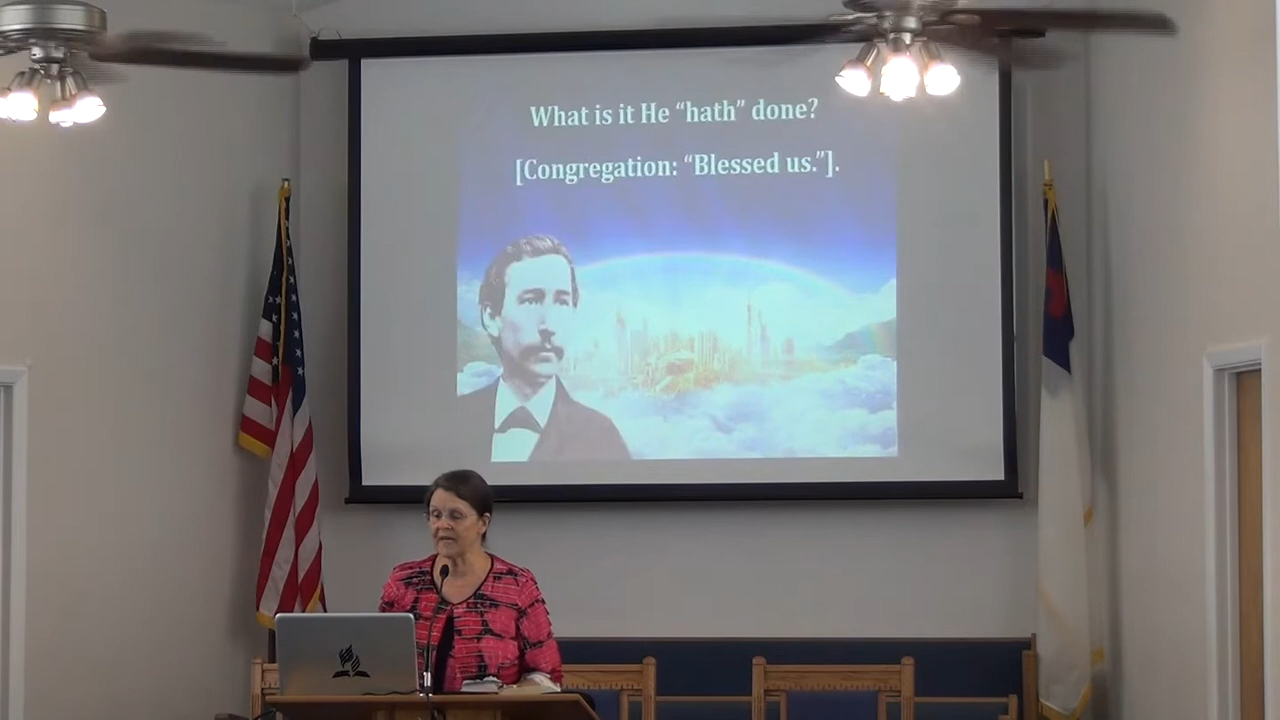 What is it He “hath” done?
[Congregation: “Blessed us.”].